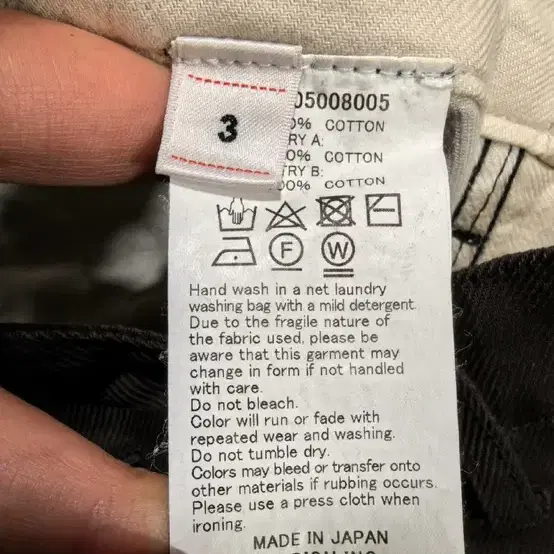 3
05008005
0% COTTON
RY A:
0% COTTON
TRY B:
00% COTTON
F W
Hand wash in a net laundry
washing bag with a mild detergent.
Due to the fragile nature of
the fabric used, please be
aware that this garment may
change in form if not handled
with care.
Do not bleach.
Color will run or fade with
repeated wear and washing.
Do not tumble dry.
Colors may bleed or transfer onto
other materials if rubbing occurs.
Please use a press cloth when
ironing.
MADE IN JAPAN